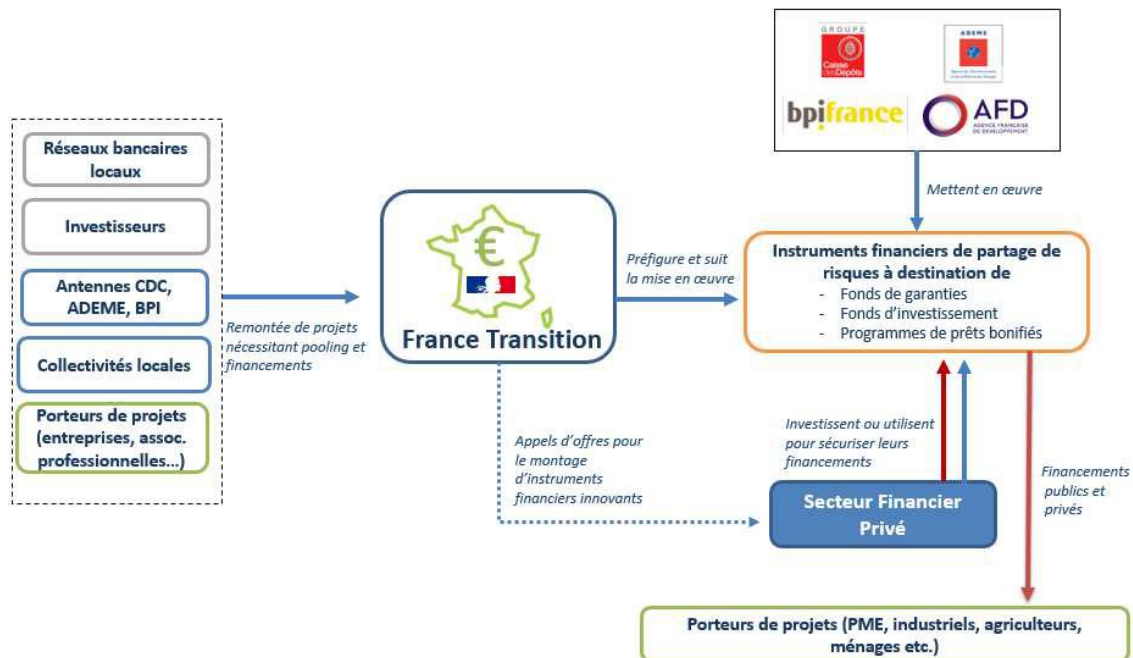 GROUPE
Caisse
des Dépôts
ADEME
bpifrance
AFD
AGENCE FRANÇAISE
DE DÉVELOPPEMENT
Mettent en œuvre
Réseaux bancaires
locaux
Investisseurs
Antennes CDC,
ADEME, BPI
Collectivités locales
Porteurs de projets
(entreprises, assoc.
professionnelles...)
Remontée de projets
nécessitant pooling et
financements
€
France Transition
Préfigure et suit
la mise en œuvre
Instruments financiers de partage de
risques à destination de
- Fonds de garanties
- Fonds d'investissement
- Programmes de prêts bonifiés
Appels d'offres pour
le montage
d'instruments
financiers innovants
Investissent ou utilisent
pour sécuriser leurs
financements
Secteur Financier
Privé
Financements
publics et
privés
Porteurs de projets (PME, industriels, agriculteurs,
ménages etc.)